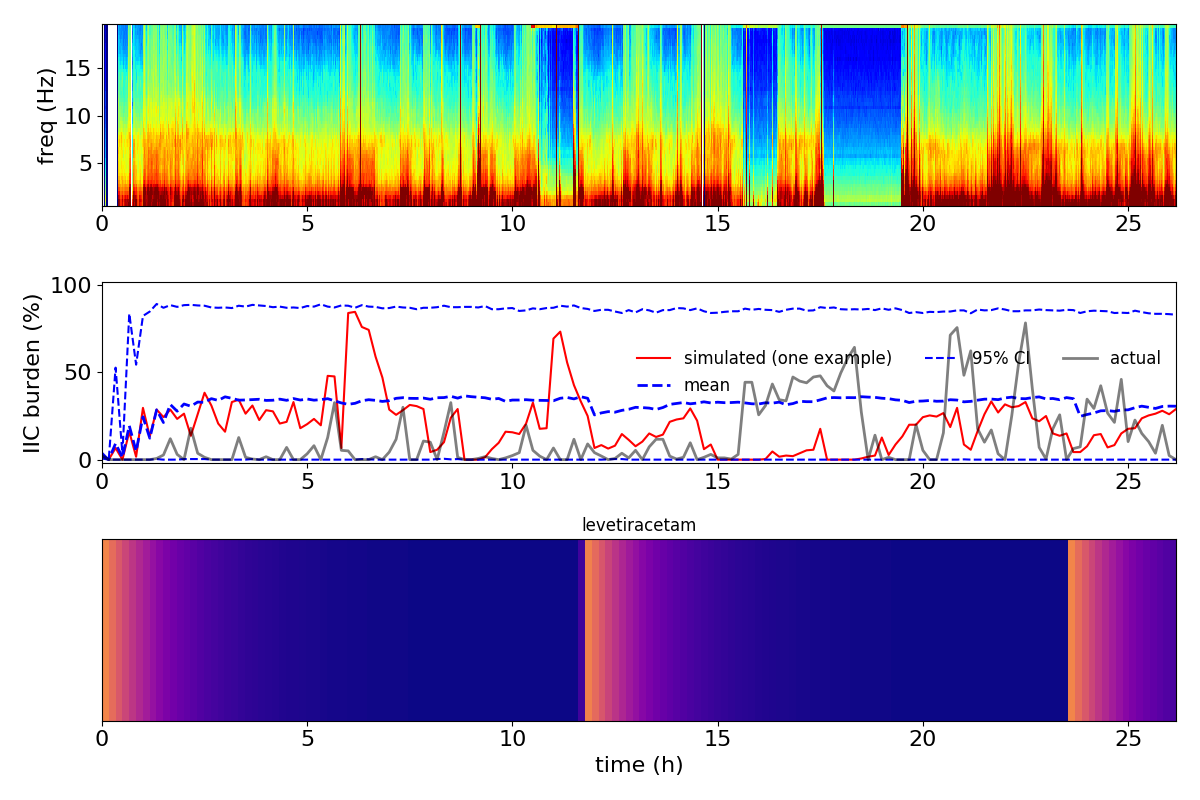 freq (Hz)
15
10
5
0 5 10 15 20 25
IIC burden (%)
100
50
0
simulated (one example) 95% CI actual
mean
0 5 10 15 20 25
levetiracetam
0 5 10 15 20 25
time (h)